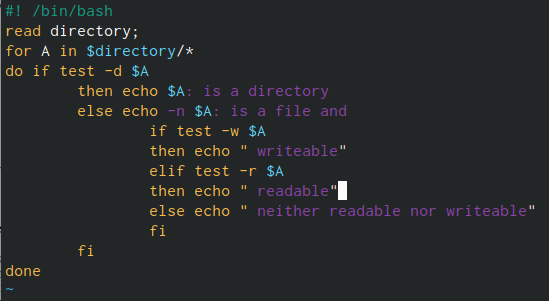 #! /bin/bash
read directory;
for A in $directory/*
do if test -d $A
then echo $A: is a directory
else echo -n $A: is a file and
if test -w $A
then echo " writeable"
elif test -r $A
then echo " readable"
else echo " neither readable nor writeable"
fi
fi
done
~